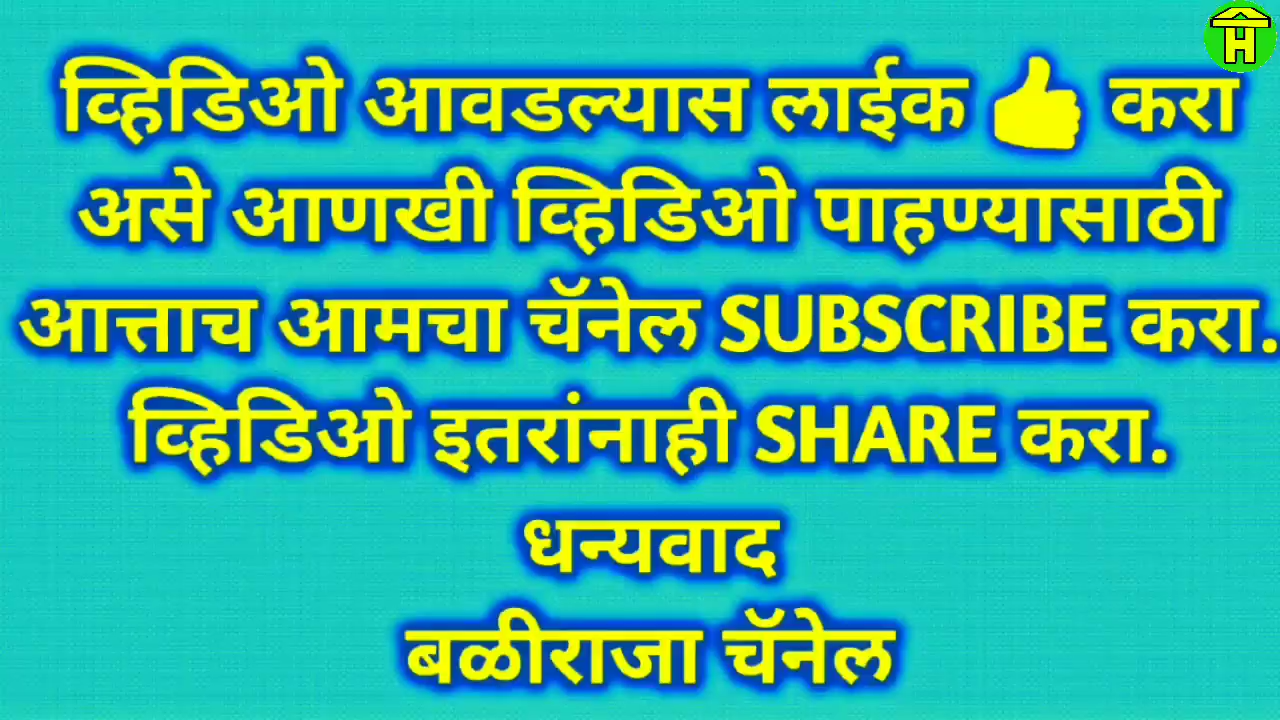 व्हिडिओ आवडल्यास लाईक 👍 करा
असे आणखी व्हिडिओ पाहण्यासाठी
आत्ताच आमचा चॅनेल SUBSCRIBE करा.
व्हिडिओ इतरांनाही SHARE करा.
धन्यवाद
बळीराजा चॅनेल
H